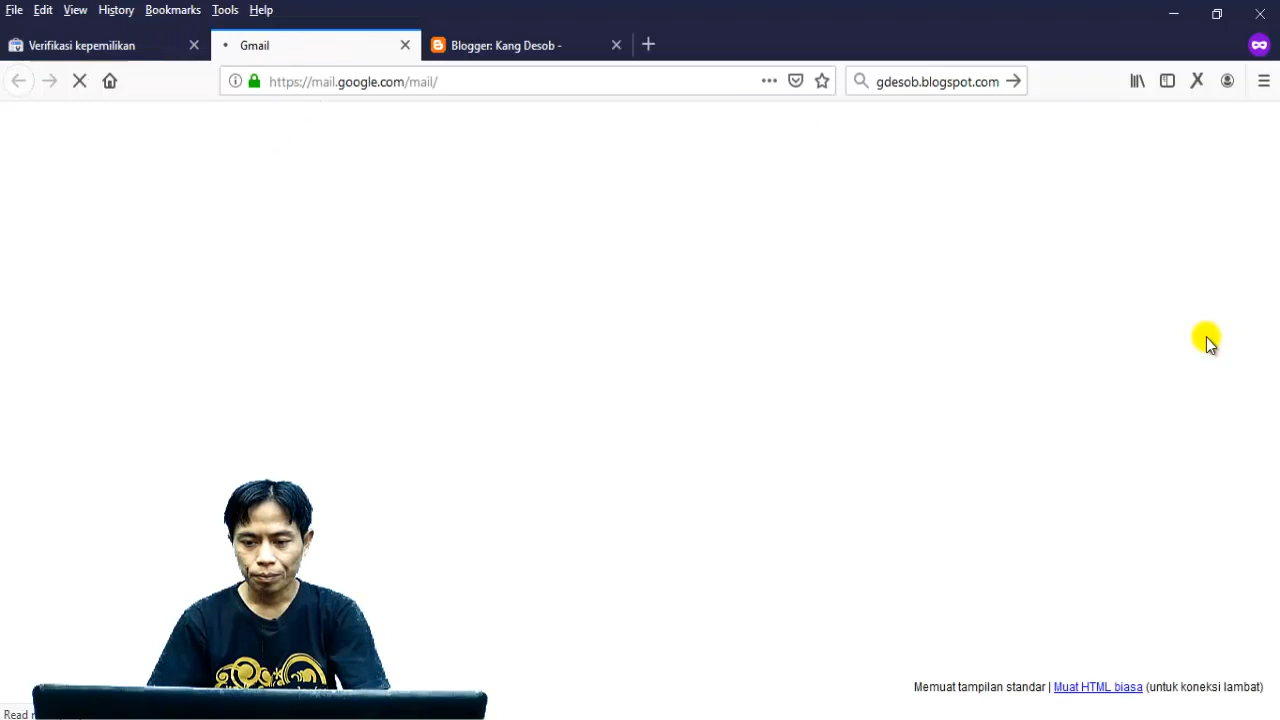 File Edit View History Bookmarks Tools Help
Verifikasi kepemilikan
Gmail
Blogger: Kang Desob -
https://mail.google.com/mail/
gdesob.blogspot.com
Memuat tampilan standar | Muat HTML biasa (untuk koneksi lambat)
Read